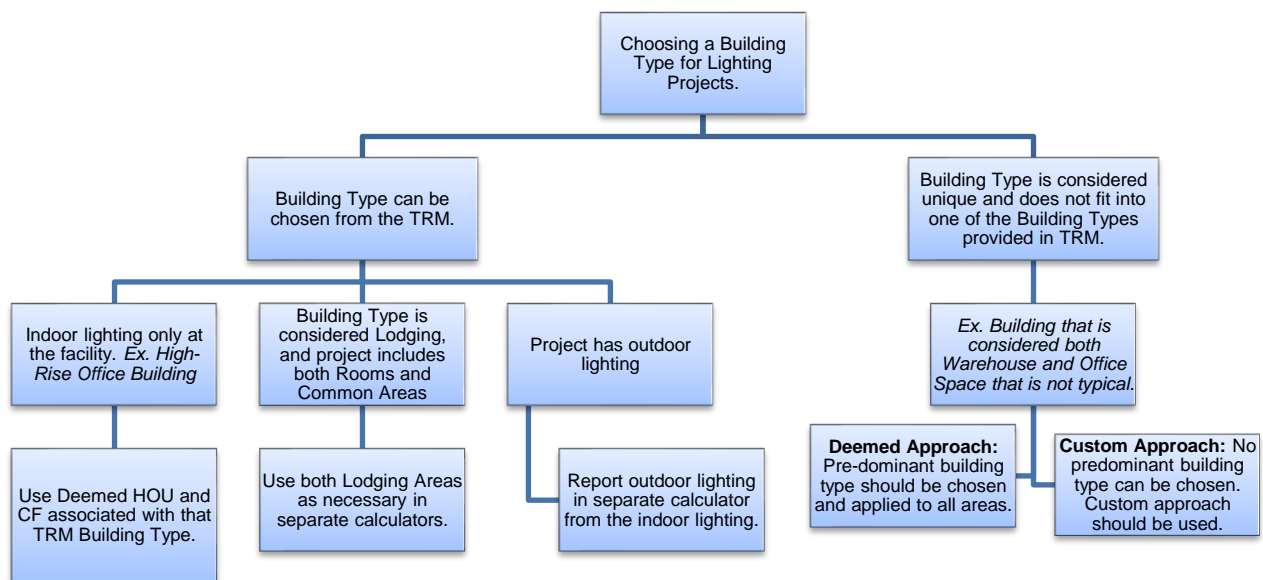 Choosing a Building
Type for Lighting
Projects.
Building Type can be
chosen from the TRM.
Building Type is considered
unique and does not fit into
one of the Building Types
provided in TRM.
Indoor lighting only at
the facility. Ex. High-
Rise Office Building
Building Type is
considered Lodging,
and project includes
both Rooms and
Common Areas
Project has outdoor
lighting
Ex. Building that is
considered both
Warehouse and Office
Space that is not typical.
Use Deemed HOU and
CF associated with that
TRM Building Type.
Use both Lodging Areas
as necessary in
separate calculators.
Report outdoor lighting
in separate calculator
from the indoor lighting.
Deemed Approach:
Pre-dominant building
type should be chosen
and applied to all areas.
Custom Approach: No
predominant building
type can be chosen.
Custom approach
should be used.